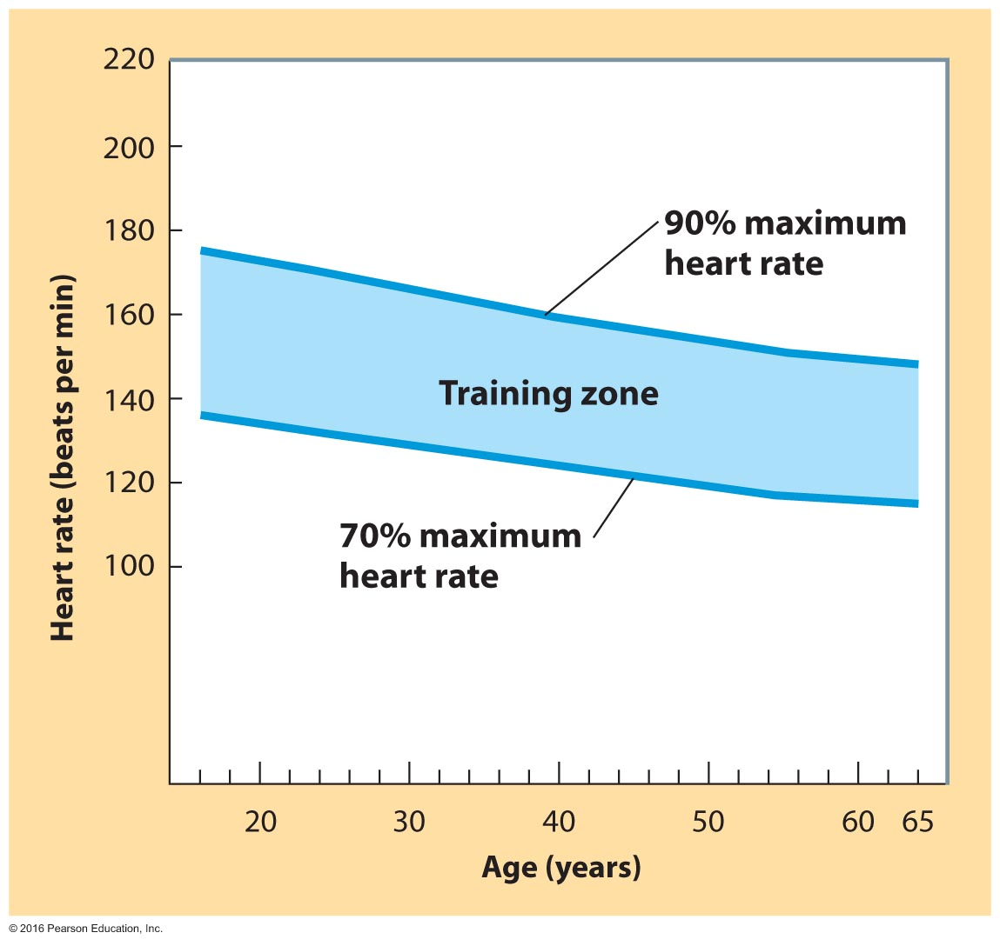 220
200
180
160
140
120
100
Heart rate (beats per min)
90% maximum
heart rate
Training zone
70% maximum
heart rate
20 30 40 50 60 65
Age (years)
© 2016 Pearson Education, Inc.